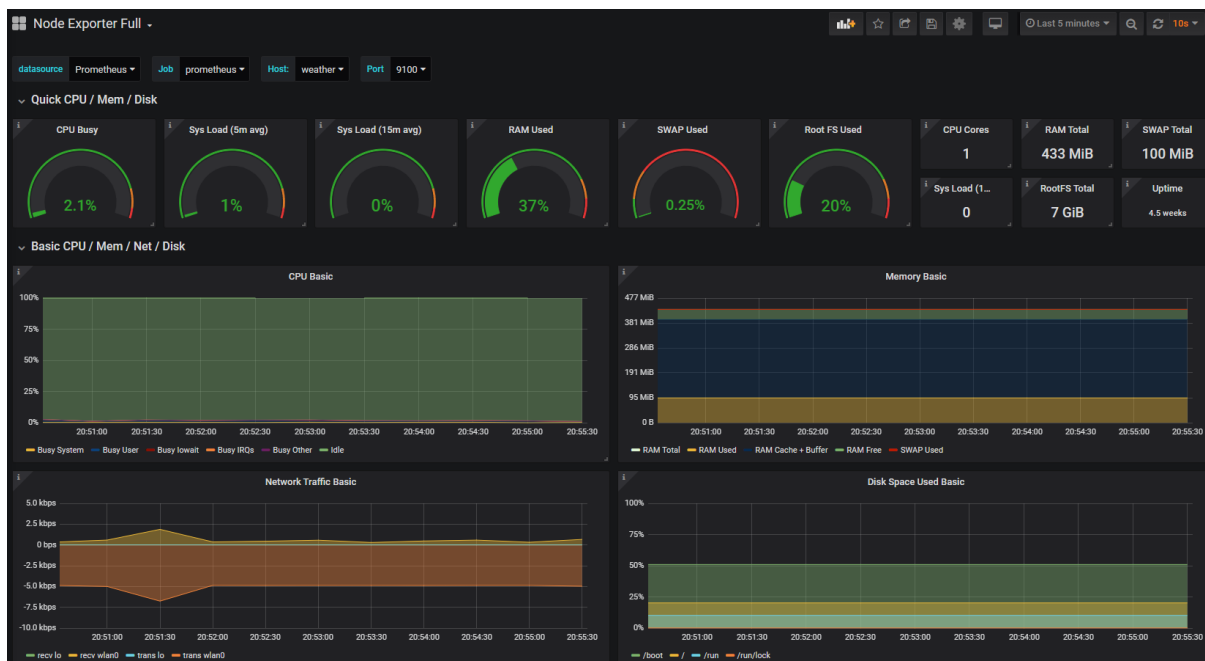 Node Exporter Full
Last 5 minutes 10s
datasource Prometheus Job prometheus Host: weather Port 9100
Quick CPU / Mem / Disk
CPU Busy
2.1%
Sys Load (5m avg)
1%
Sys Load (15m avg)
0%
RAM Used
37%
SWAP Used
0.25%
Root FS Used
20%
CPU Cores
1
RAM Total
433 MiB
SWAP Total
100 MiB
Sys Load (1...
0
RootFS Total
7 GiB
Uptime
4.5 weeks
Basic CPU / Mem / Net / Disk
CPU Basic
100%
75%
50%
25%
0%
20:51:00 20:51:30 20:52:00 20:52:30 20:53:00 20:53:30 20:54:00 20:54:30 20:55:00 20:55:30
Busy System Busy User Busy Iowait Busy IRQs Busy Other Idle
Memory Basic
477 MiB
381 MiB
286 MiB
191 MiB
95 MiB
0 B
20:51:00 20:51:30 20:52:00 20:52:30 20:53:00 20:53:30 20:54:00 20:54:30 20:55:00 20:55:30
RAM Total RAM Used RAM Cache + Buffer RAM Free SWAP Used
Network Traffic Basic
5.0 kbps
2.5 kbps
0 bps
-2.5 kbps
-5.0 kbps
-7.5 kbps
-10.0 kbps
20:51:00 20:51:30 20:52:00 20:52:30 20:53:00 20:53:30 20:54:00 20:54:30 20:55:00 20:55:30
recv lo recv wlan0 trans lo trans wlan0
Disk Space Used Basic
100%
75%
50%
25%
0%
20:51:00 20:51:30 20:52:00 20:52:30 20:53:00 20:53:30 20:54:00 20:54:30 20:55:00 20:55:30
/boot / /run /run/lock